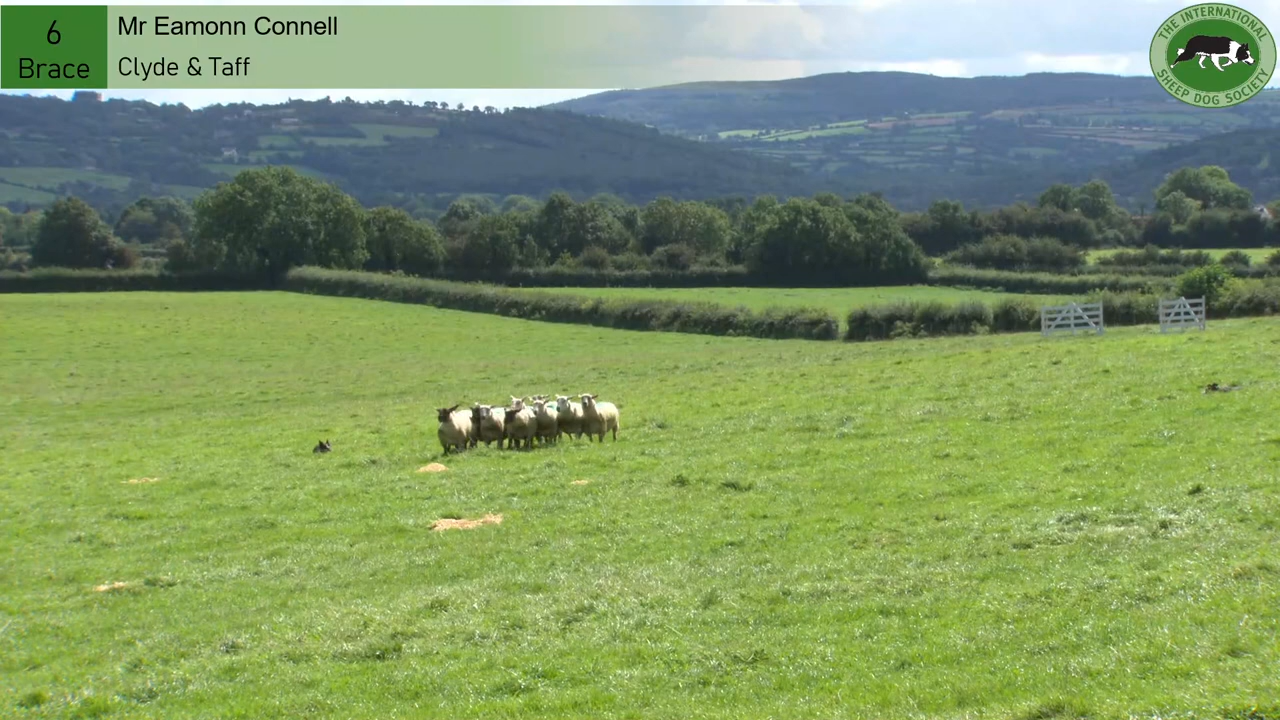 6
Brace
Mr Eamonn Connell
Clyde & Taff
THE INTERNATIONAL
SHEEP DOG SOCIETY